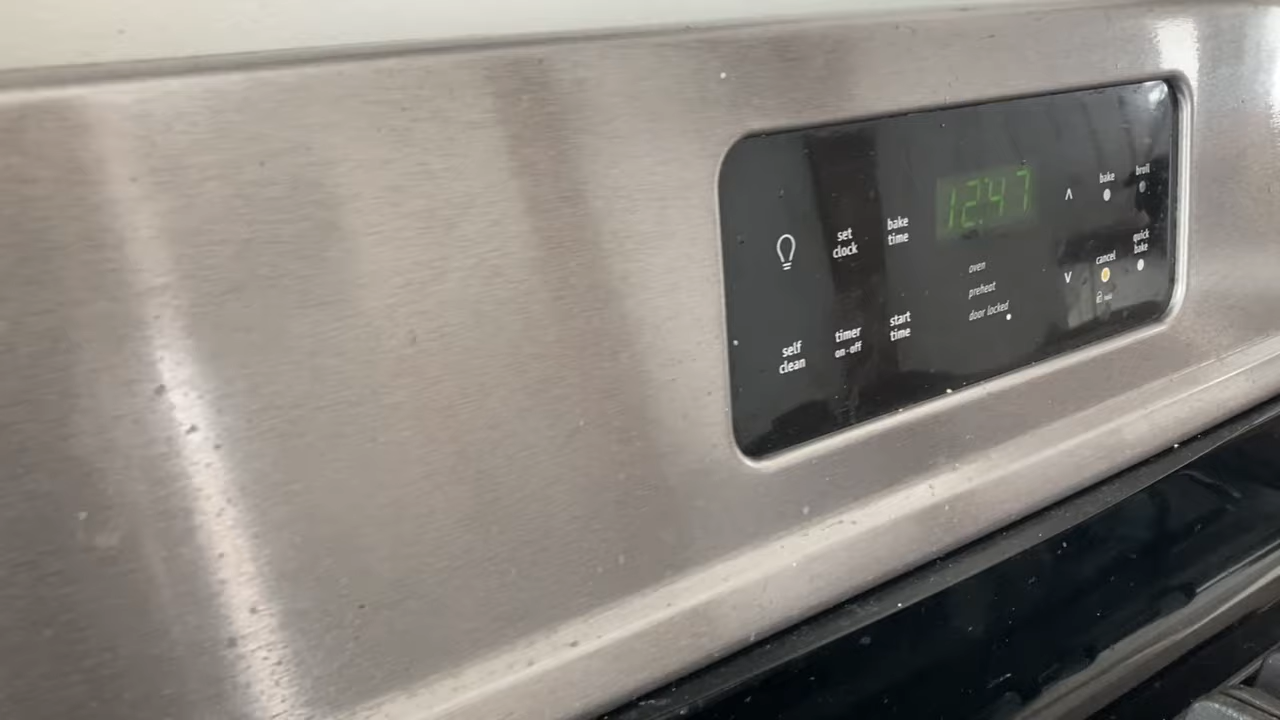 set
clock
bake
time
12:47
bake
broil
quick
bake
cancel
oven
preheat
door locked
self
clean
timer
on-off
start
time